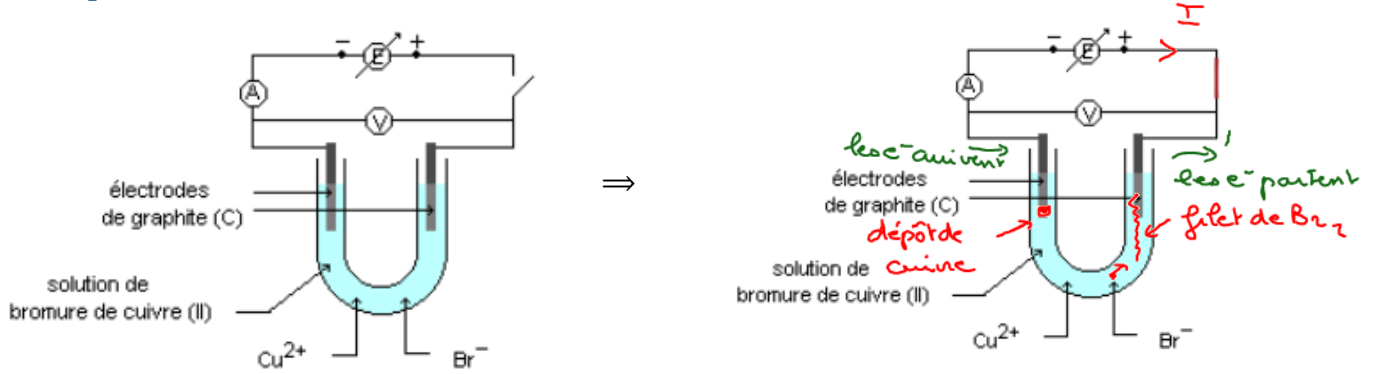 − E +
A
V
électrodes
de graphite (C)
solution de
bromure de cuivre (II)
Cu2+
Br−
⇒
I
− E +
A
V
les e- arrivent
les e- partent
électrodes
de graphite (C)
filet de Br2
dépôt de
cuivre
solution de
bromure de cuivre (II)
Cu2+
Br−